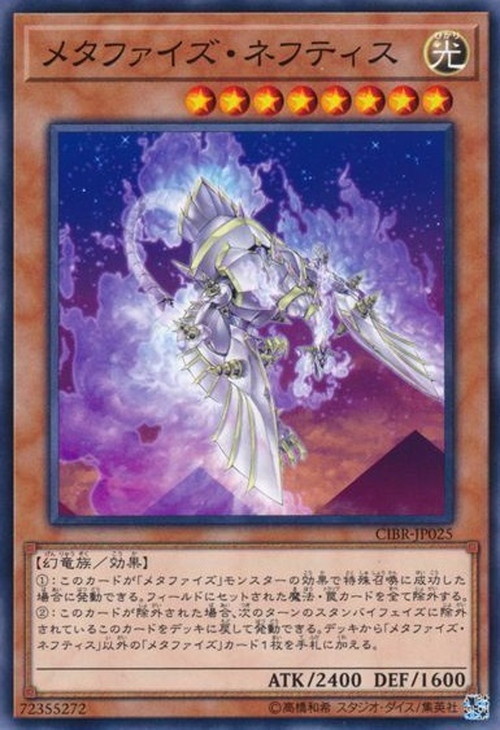 メタファイズ・ネフティス
光
CIBR-JP025
【幻竜族／効果】
①:このカードが「メタファイズ」モンスターの効果で特殊召喚に成功した
場合に発動できる。フィールドにセットされた魔法・罠カードを全て除外する。
②:このカードが除外された場合、次のターンのスタンバイフェイズに除外
されているこのカードをデッキに戻して発動できる。デッキから「メタファイズ・
ネフティス」以外の「メタファイズ」カード1枚を手札に加える。
ATK/2400 DEF/1600
72355272
©高橋和希 スタジオ・ダイス/集英社